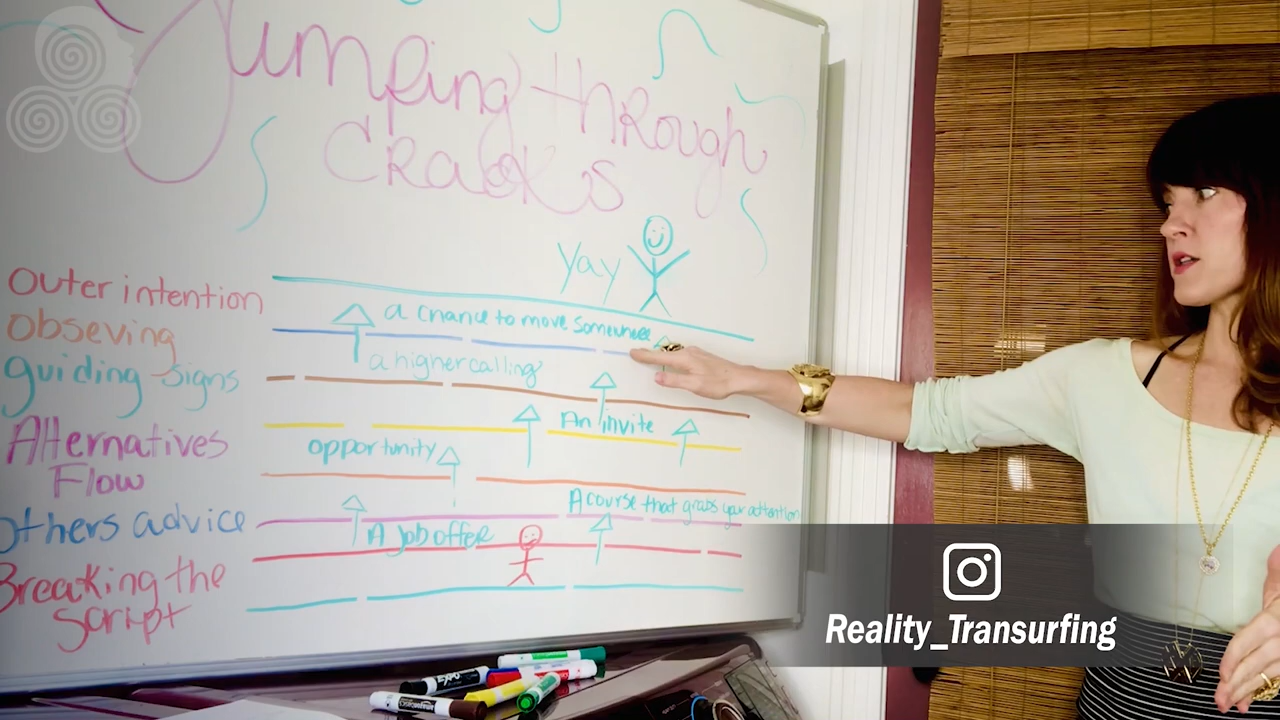 Jumping through
Cracks
Yay
Outer intention
a chance to move somewhere
Obseving
a higher calling
guiding signs
An invite
Alternatives
opportunity
Flow
A course that grabs your attention
Others advice
A Job offer
Breaking the
Script
EXPO
Reality_Transurfing